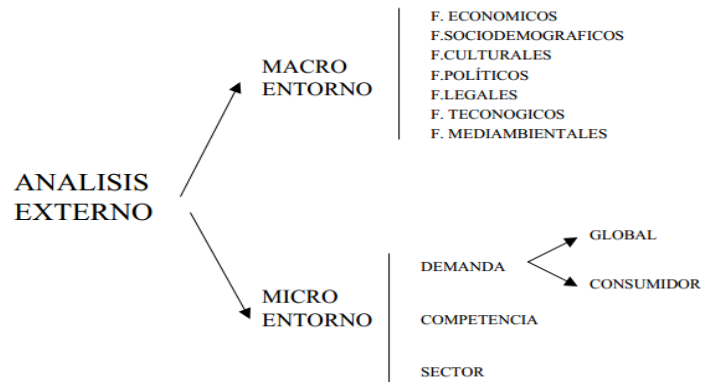 F. ECONOMICOS
F.SOCIODEMOGRAFICOS
F.CULTURALES
F.POLÍTICOS
F.LEGALES
F. TECONOGICOS
F. MEDIAMBIENTALES
MACRO
ENTORNO
ANALISIS
EXTERNO
MICRO
ENTORNO
DEMANDA
GLOBAL
CONSUMIDOR
COMPETENCIA
SECTOR